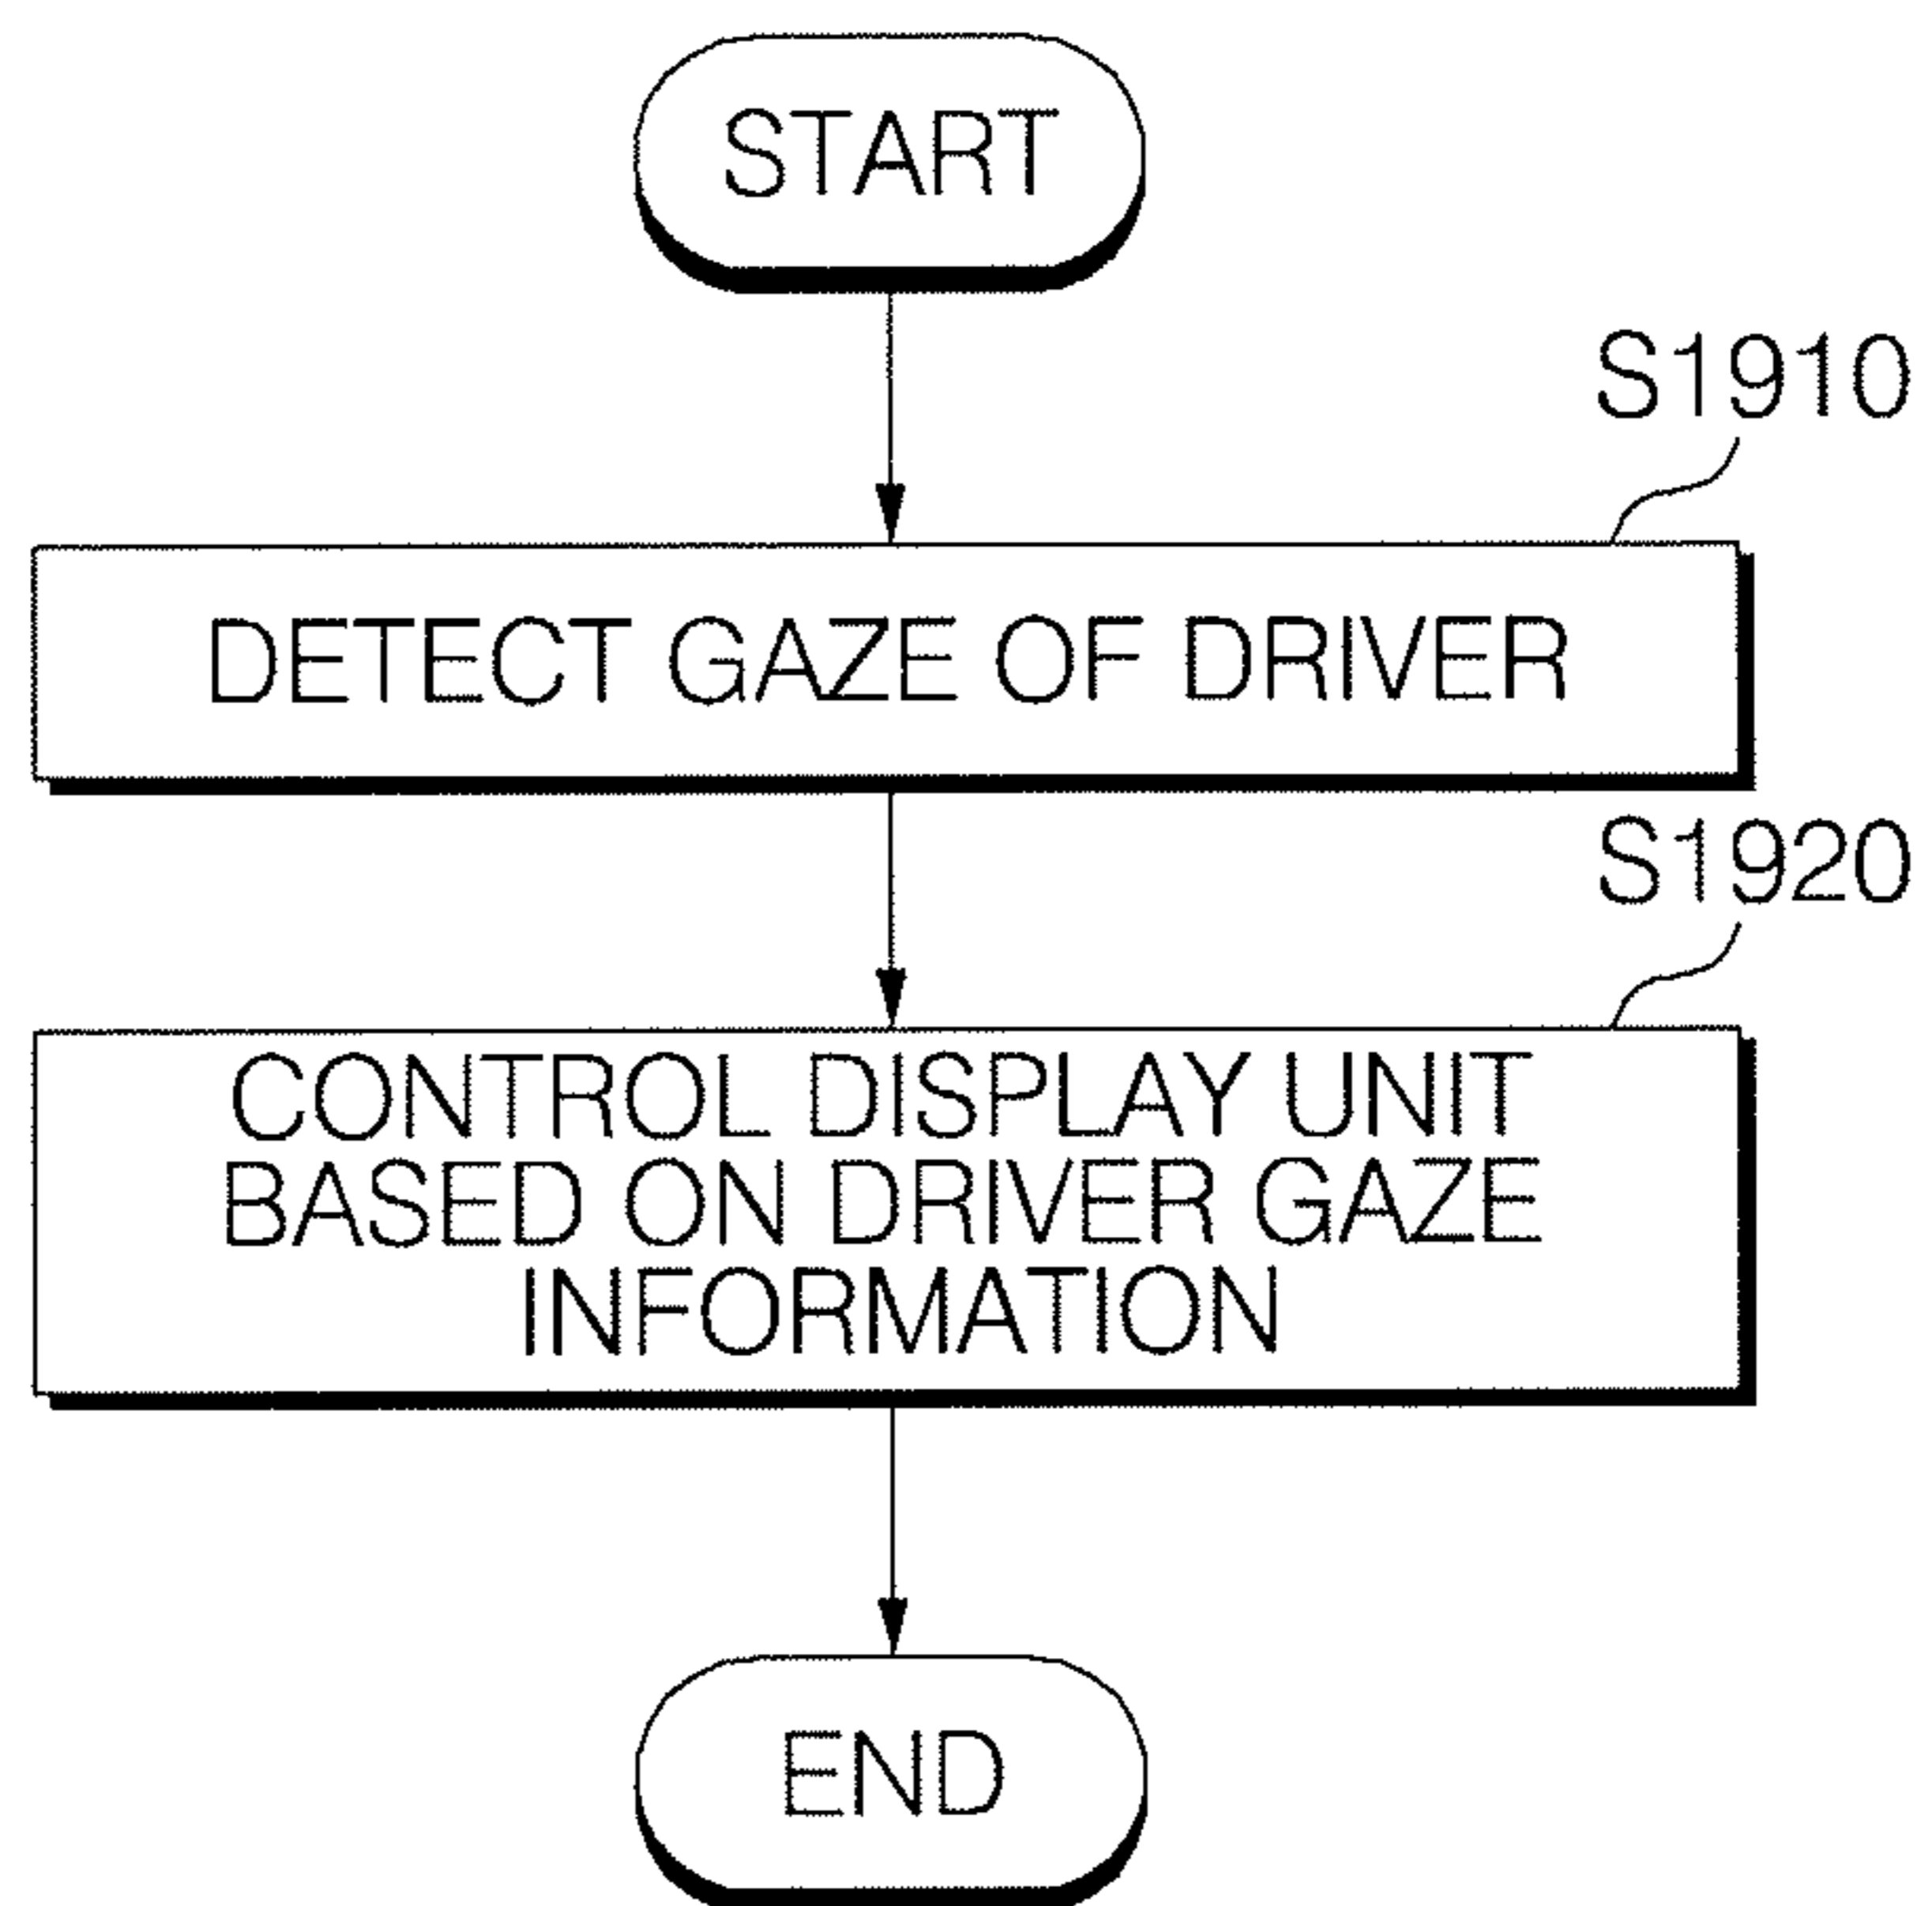 START
S1910
DETECT GAZE OF DRIVER
S1920
CONTROL DISPLAY UNIT
BASED ON DRIVER GAZE
INFORMATION
END